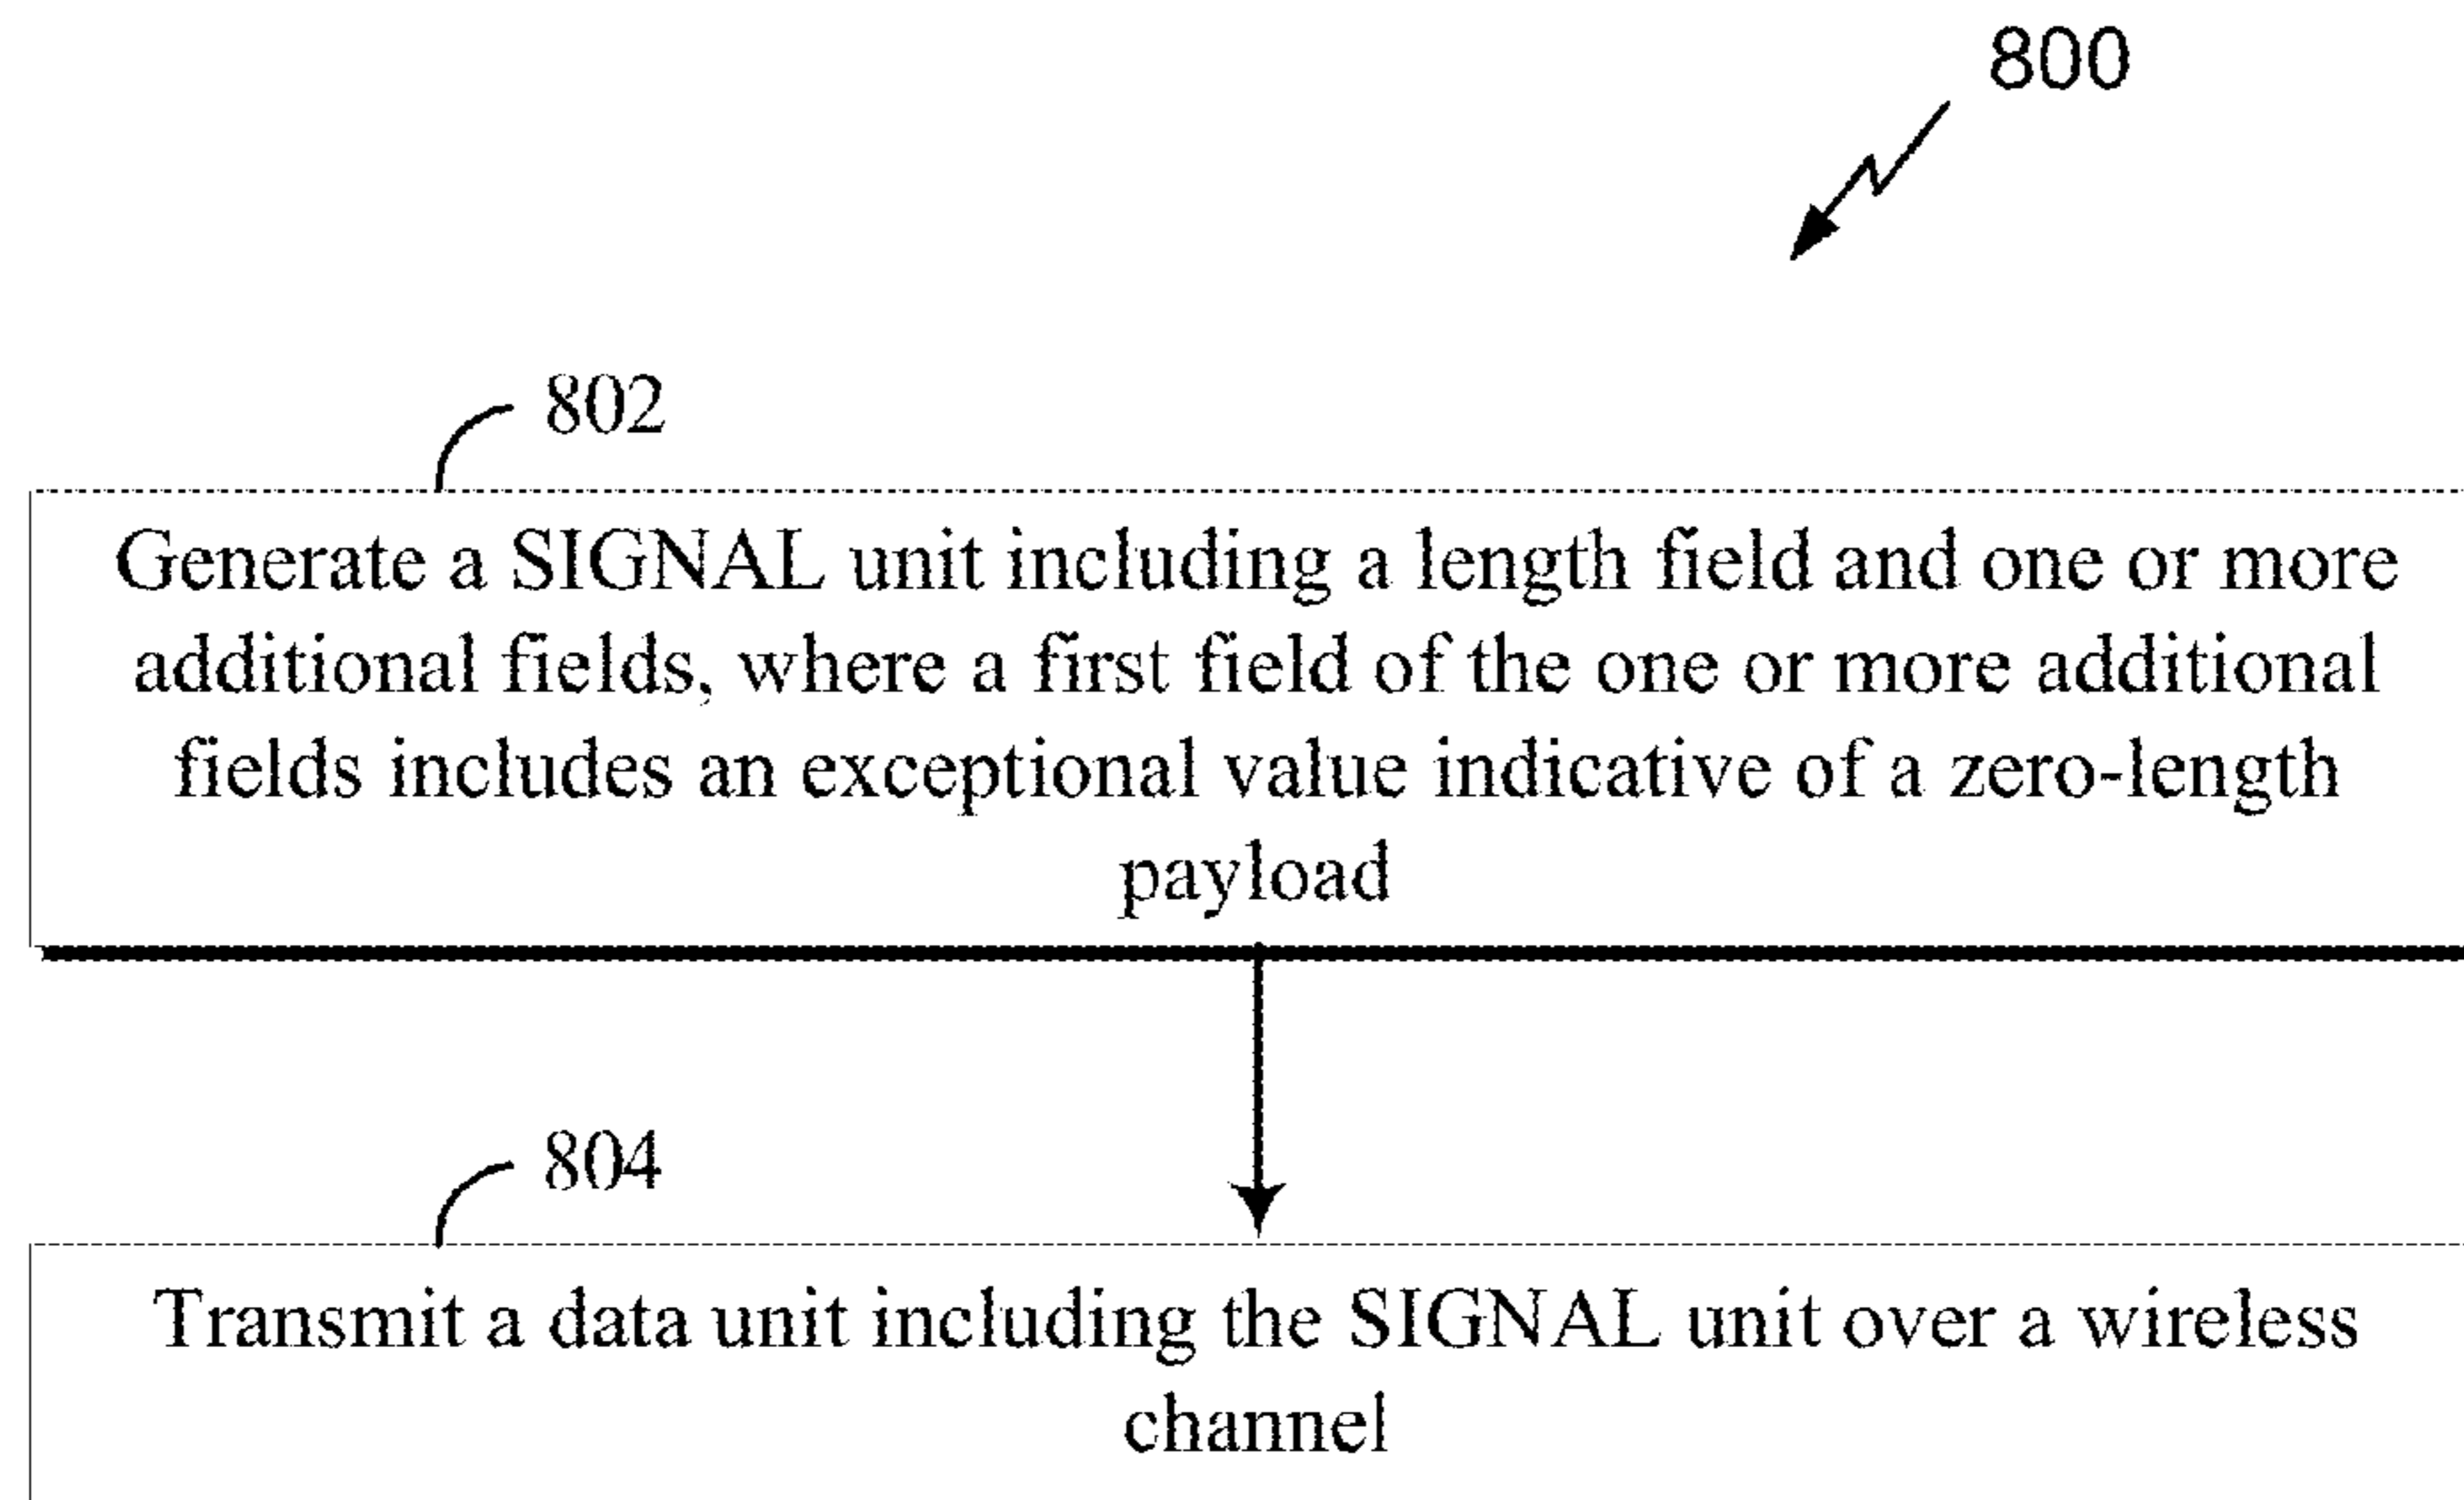 800
802
Generate a SIGNAL unit including a length field and one or more
additional fields, where a first field of the one or more additional
fields includes an exceptional value indicative of a zero-length
payload
804
Transmit a data unit including the SIGNAL unit over a wireless
channel